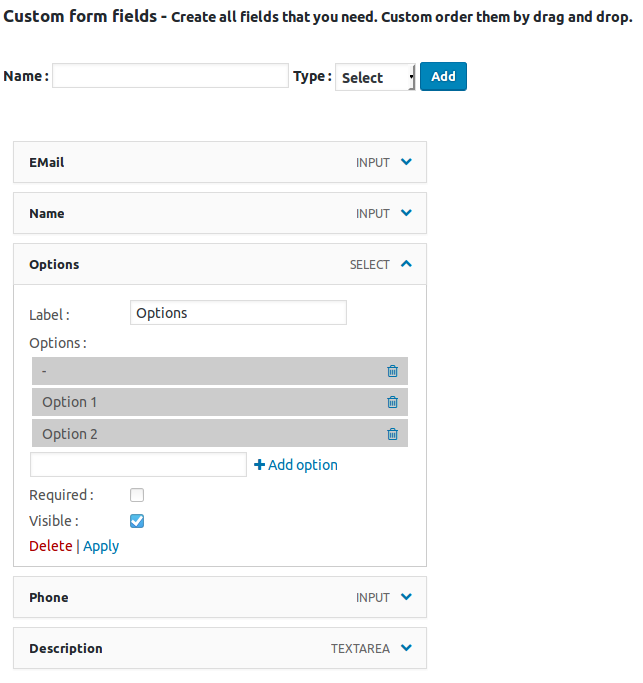 Custom form fields - Create all fields that you need. Custom order them by drag and drop.
Name : Type : Select Add
EMail INPUT
Name INPUT
Options SELECT
Label : Options
Options :
-
Option 1
Option 2
Add option
Required :
Visible :
Delete | Apply
Phone INPUT
Description TEXTAREA